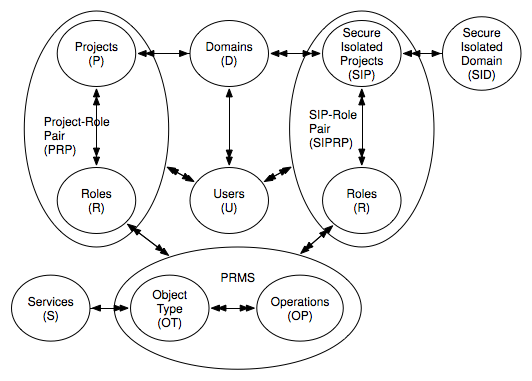 Projects
(P)
Domains
(D)
Secure
Isolated
Projects
(SIP)
Secure
Isolated
Domain
(SID)
Project-Role
Pair
(PRP)
SIP-Role
Pair
(SIPRP)
Roles
(R)
Users
(U)
Roles
(R)
PRMS
Services
(S)
Object
Type
(OT)
Operations
(OP)